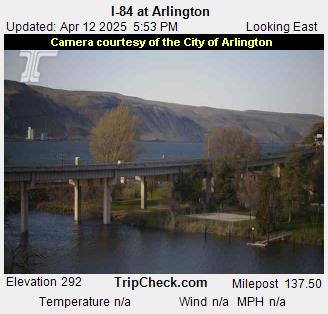 I-84 at Arlington
Updated: Apr 12 2025 5:53 PM Looking East
Camera courtesy of the City of Arlington
Elevation 292 TripCheck.com Milepost 137.50
Temperature n/a Wind n/a MPH n/a